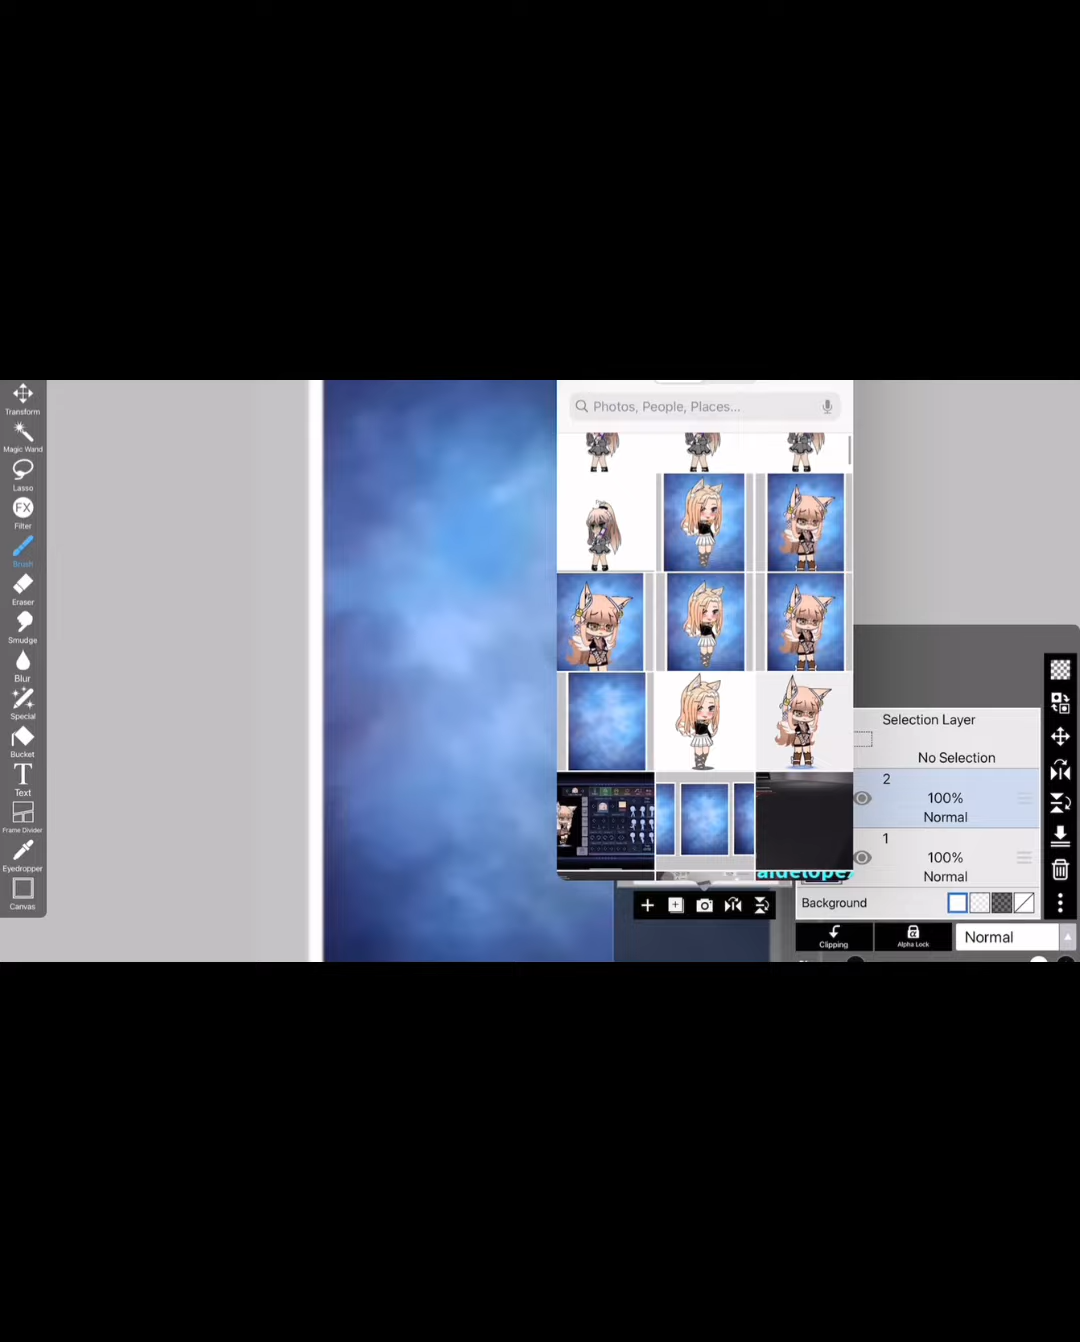 Transform
Magic Wand
Lasso
FX
Filter
Brush
Eraser
Smudge
Blur
Special
Bucket
T
Text
Frame Divider
Eyedropper
Canvas
Photos, People, Places...
Selection Layer
No Selection
2
100%
Normal
1
100%
Normal
Background
Clipping
Alpha Lock
Normal